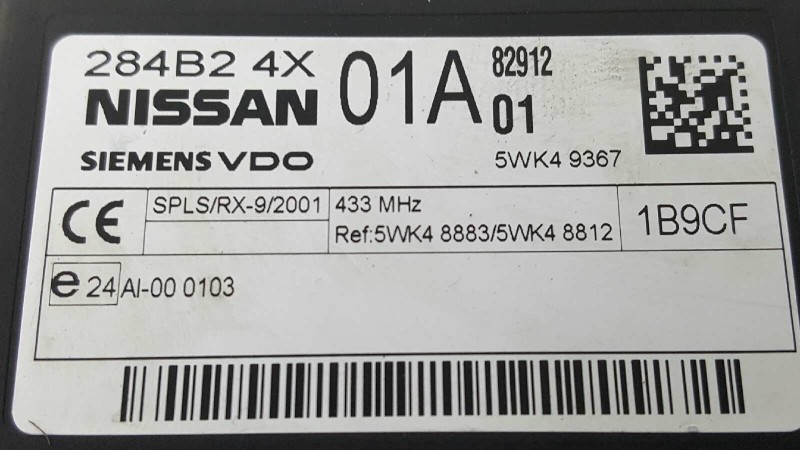 284B2 4X 01A 82912
NISSAN 01
SIEMENS VDO 5WK4 9367
CE SPLS/RX-9/2001 433 MHz 1B9CF
Ref:5WK4 8883/5WK4 8812
e 24 AI-00 0103